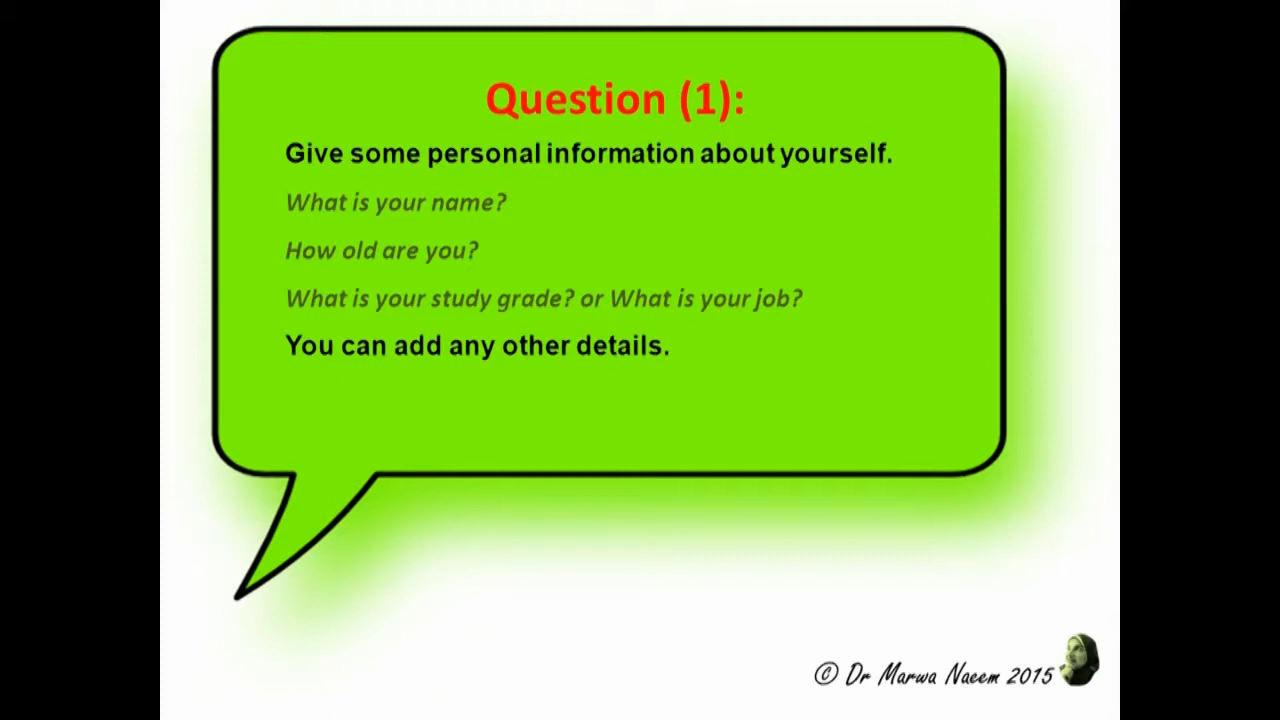 Question (1):
Give some personal information about yourself.
What is your name?
How old are you?
What is your study grade? or What is your job?
You can add any other details.
© Dr Marwa Naeem 2015